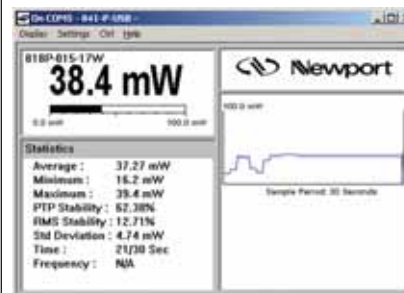 On COM5 - 841-P-USB -
Display Settings Ctrl Help
818P-015-17W
38.4 mW
0.0 mW 100.0 mW
Newport
100.0 mW
Sample Period: 30 Seconds
Statistics
Average : 37.27 mW
Minimum : 16.2 mW
Maximum : 39.4 mW
PTP Stability : 62.38%
RMS Stability : 12.71%
Std Deviation : 4.74 mW
Time : 21/30 Sec
Frequency : N/A